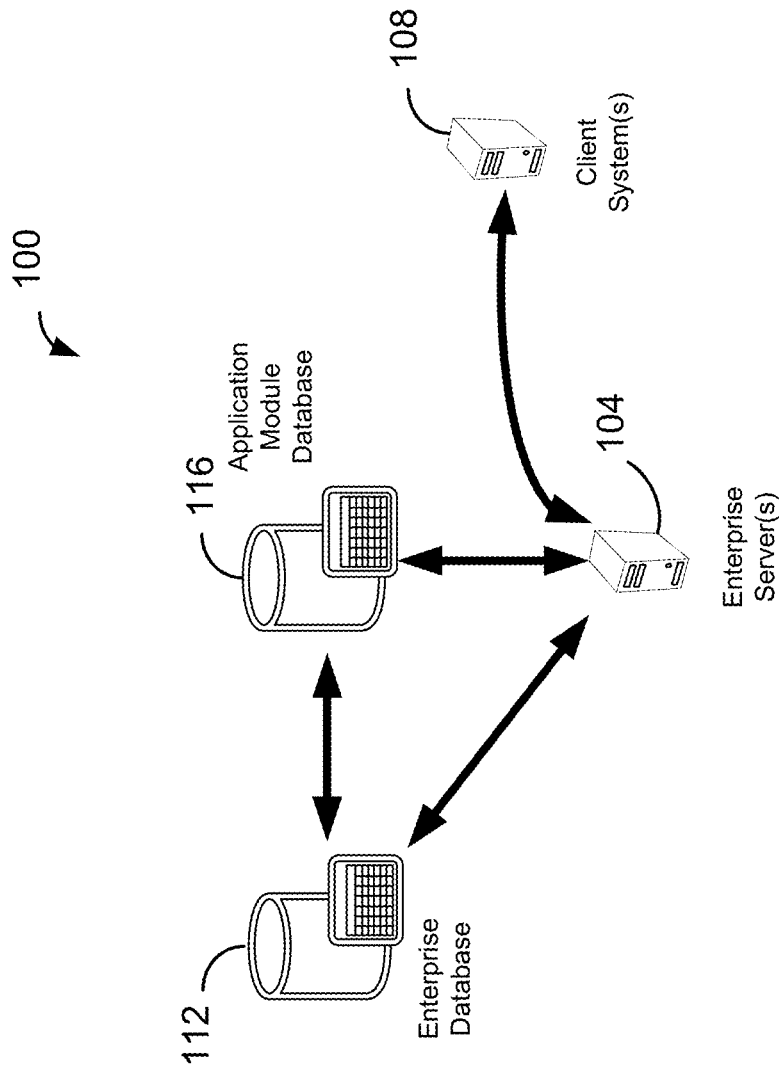 100
116
Application
Module
Database
108
Client
System(s)
112
Enterprise
Database
104
Enterprise
Server(s)